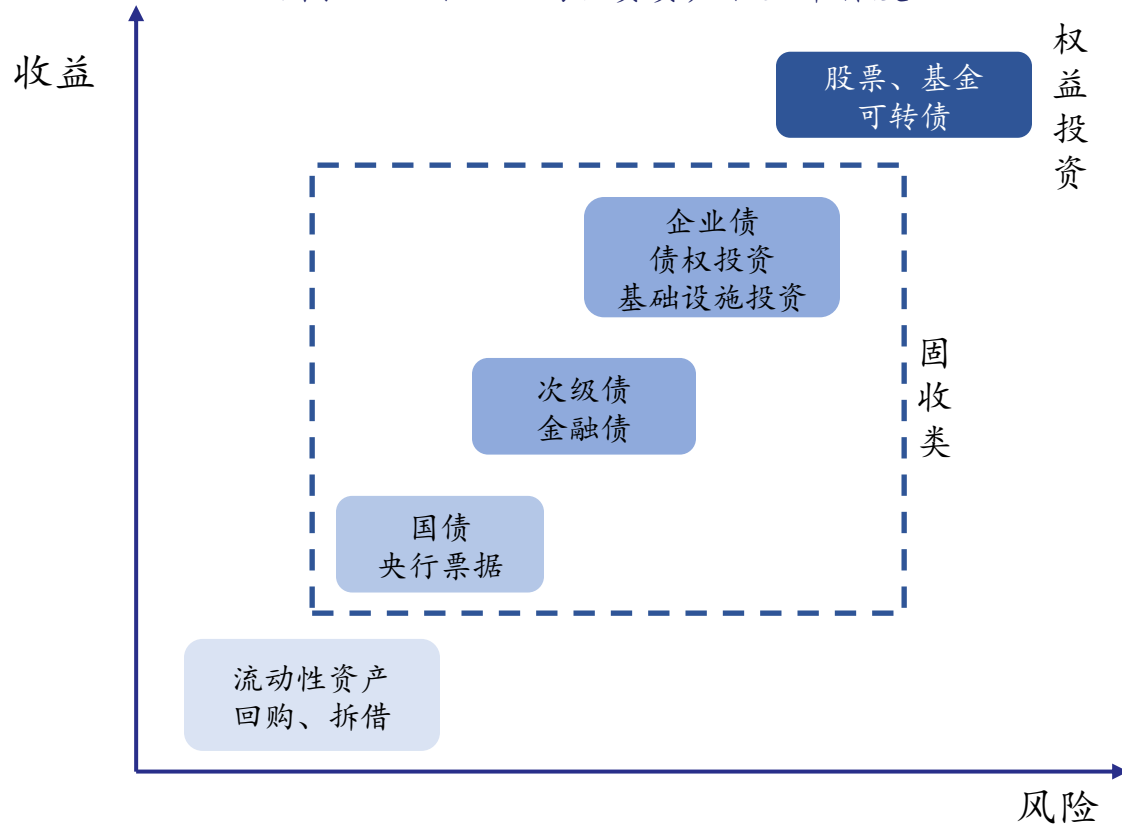 收益
股票、基金
可转债
权益投资
企业债
债权投资
基础设施投资
固收类
次级债
金融债
国债
央行票据
流动性资产
回购、拆借
风险